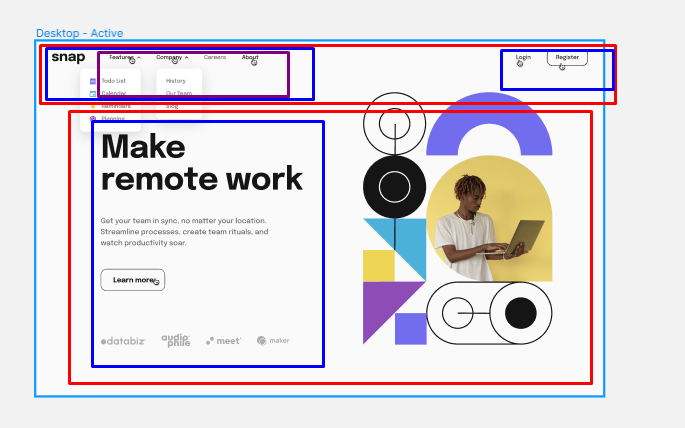 Desktop - Active
snap Features Company Careers About Login Register
Todo List
Calendar
Reminders
Planning
History
Our Team
Blog
Make
remote work
Get your team in sync, no matter your location.
Streamline processes, create team rituals, and
watch productivity soar.
Learn more
databiz audiophile meet maker